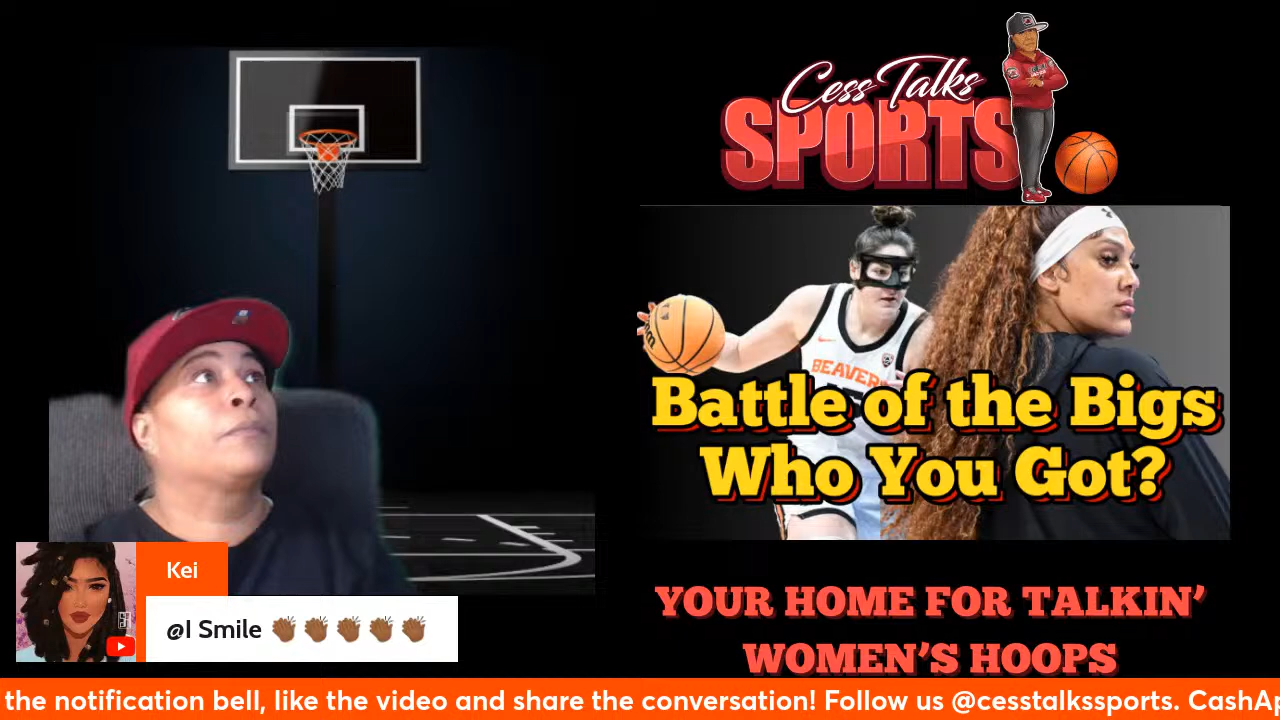 Cess Talks
SPORTS
BEAVERS
Battle of the Bigs
Who You Got?
Kei
@I Smile 👏🏾👏🏾👏🏾👏🏾👏🏾
YOUR HOME FOR TALKIN’
WOMEN’S HOOPS
the notification bell, like the video and share the conversation! Follow us @cesstalkssports. CashAp